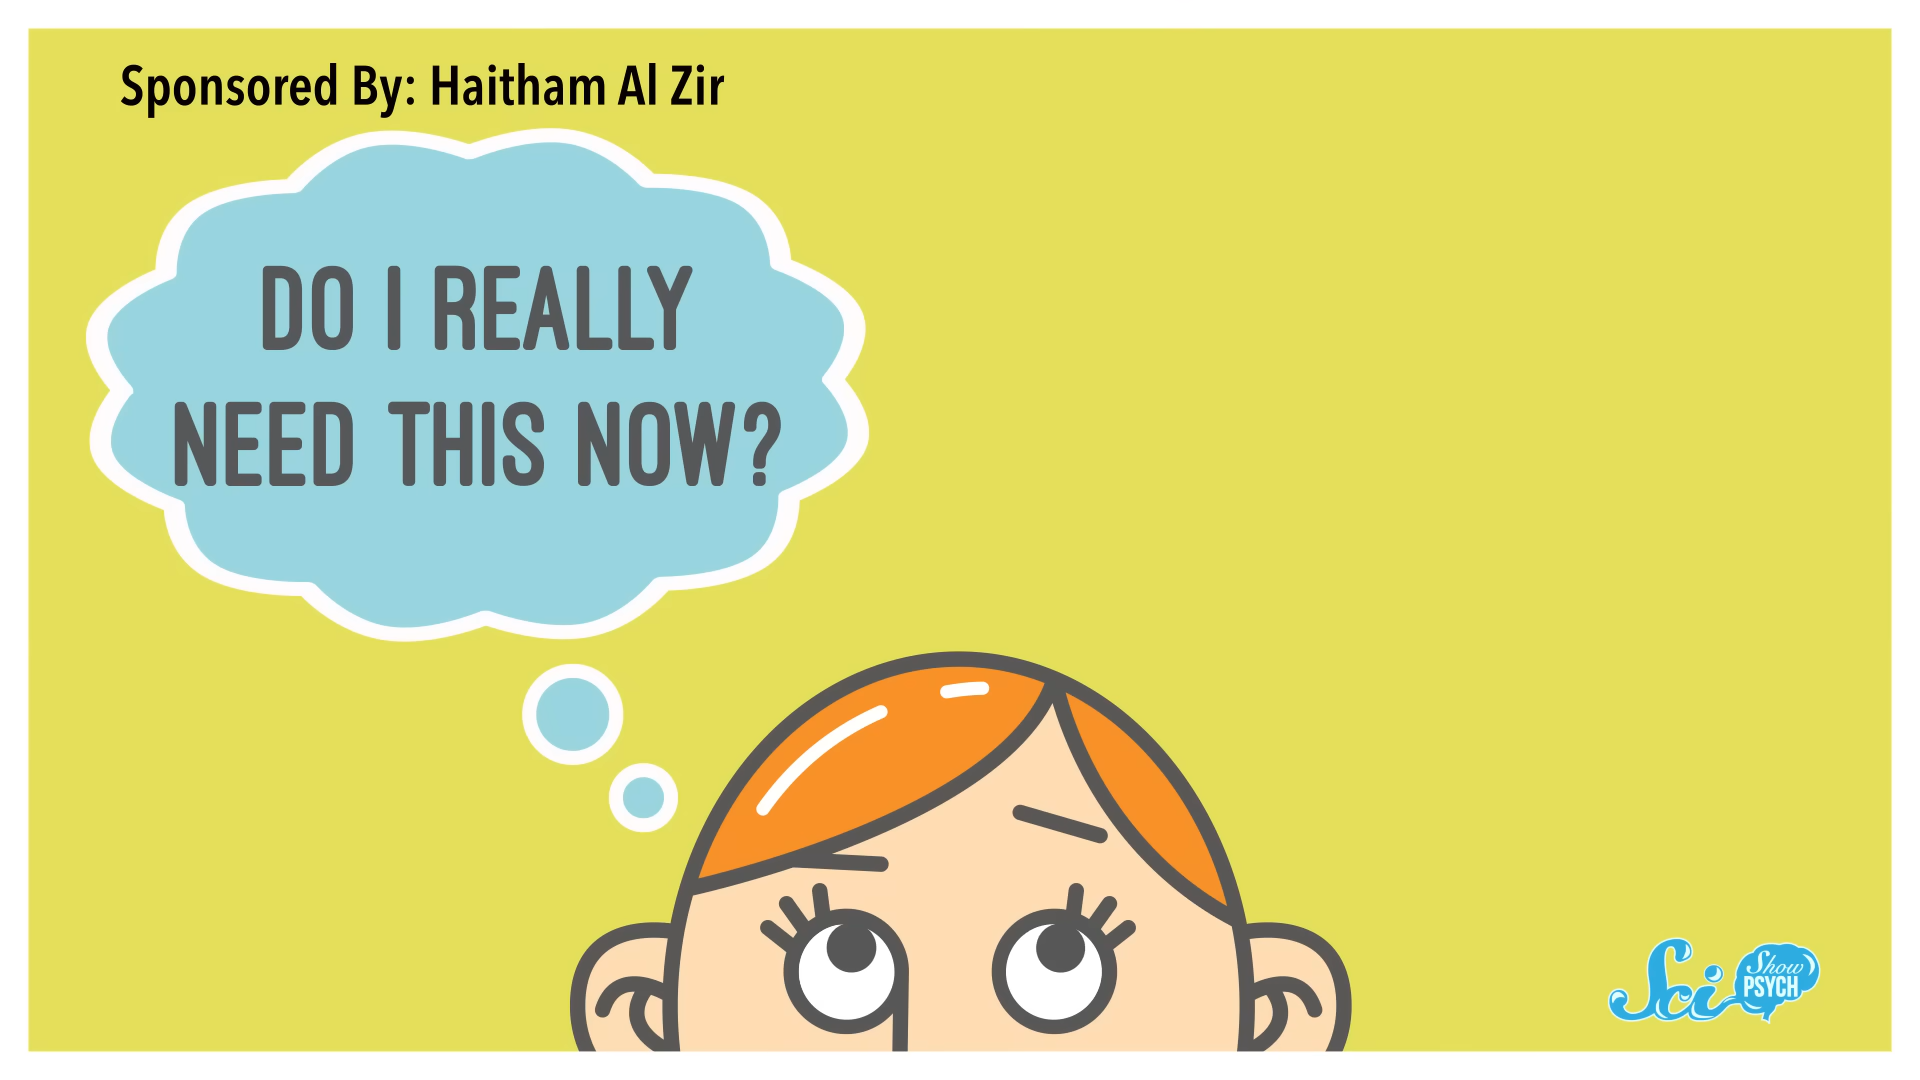 Sponsored By: Haitham Al Zir
DO I REALLY
NEED THIS NOW?
Sci Show
PSYCH